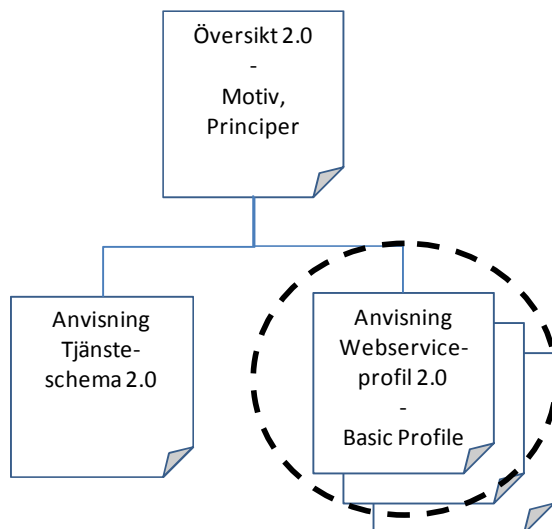 Översikt 2.0
-
Motiv,
Principer
Anvisning
Tjänste-
schema 2.0
Anvisning
Webservice-
profil 2.0
-
Basic Profile